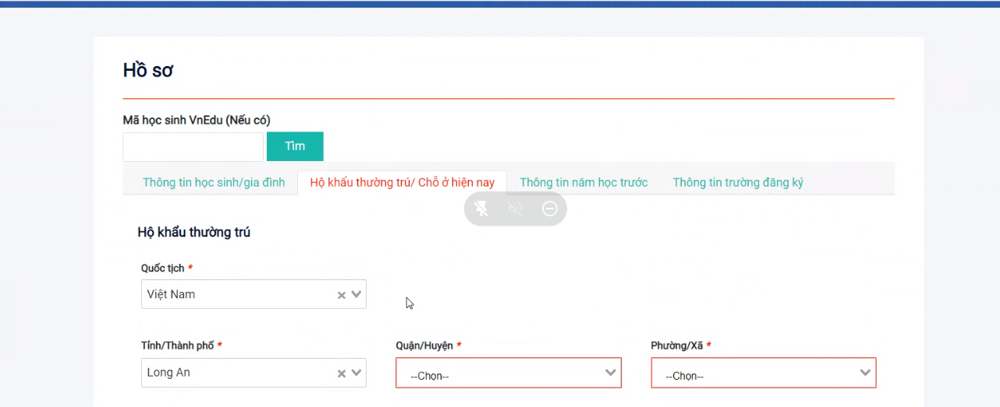 Hồ sơ
Mã học sinh VnEdu (Nếu có)
Tìm
Thông tin học sinh/gia đình Hộ khẩu thường trú/ Chỗ ở hiện nay Thông tin năm học trước Thông tin trường đăng ký
Hộ khẩu thường trú
Quốc tịch *
Việt Nam
Tỉnh/Thành phố * Quận/Huyện * Phường/Xã *
Long An --Chọn-- --Chọn--